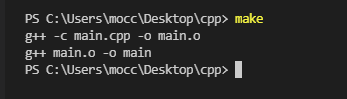 PS C:\Users\mocc\Desktop\cpp> make
g++ -c main.cpp -o main.o
g++ main.o -o main
PS C:\Users\mocc\Desktop\cpp>